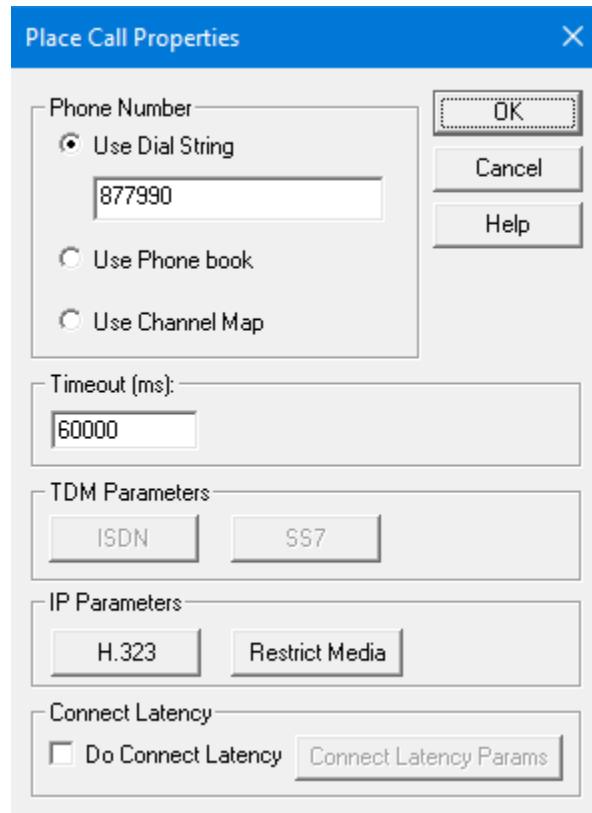 Place Call Properties
Phone Number
OK
Use Dial String
Cancel
877990
Help
Use Phone book
Use Channel Map
Timeout (ms):
60000
TDM Parameters
ISDN SS7
IP Parameters
H.323 Restrict Media
Connect Latency
Do Connect Latency Connect Latency Params